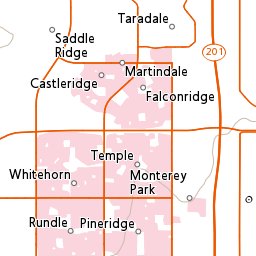 Taradale
Saddle
Ridge
201
Martindale
Castleridge
Falconridge
Temple
Whitehorn
Monterey
Park
Rundle
Pineridge